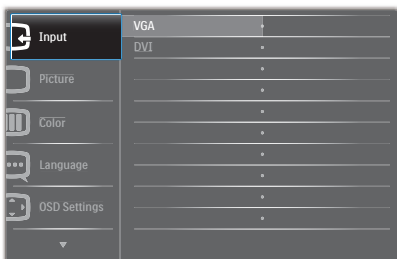 Input
VGA
DVI
Picture
Color
Language
OSD Settings